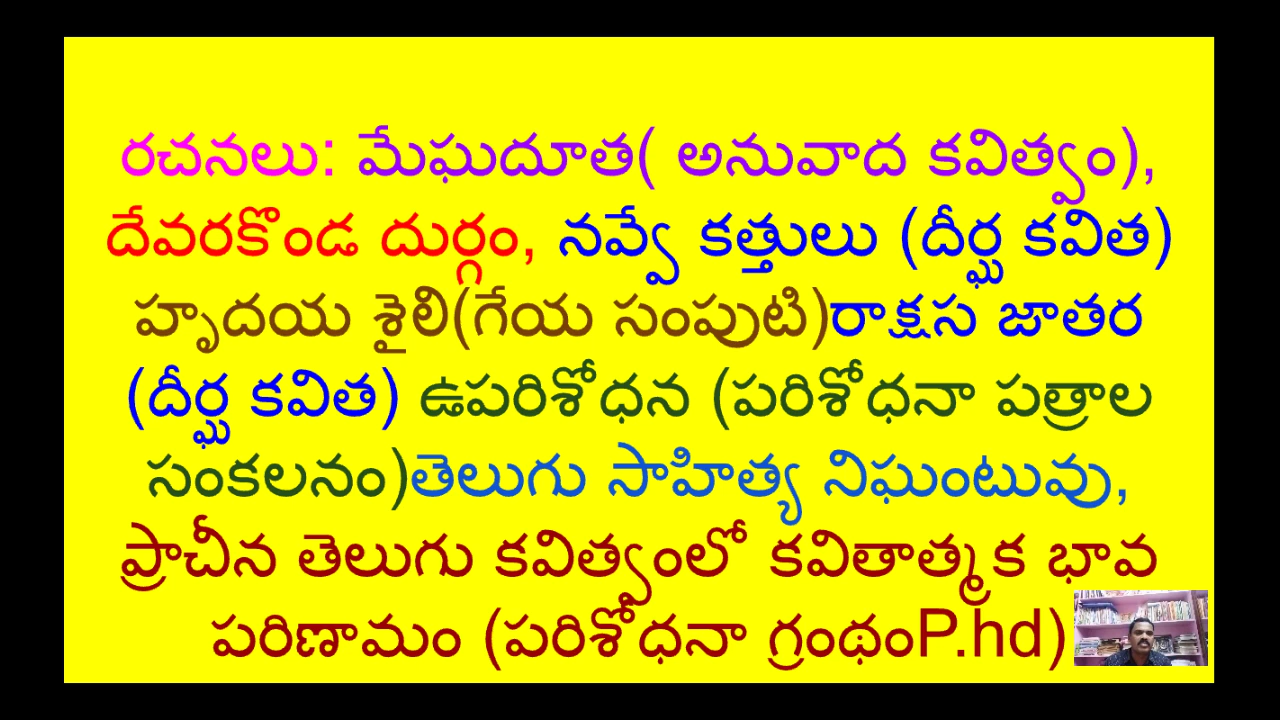 రచనలు: మేఘదూత( అనువాద కవిత్వం),
దేవరకొండ దుర్గం, నవ్వే కత్తులు (దీర్ఘ కవిత)
హృదయ శైలి(గేయ సంపుటి)రాక్షస జాతర
(దీర్ఘ కవిత) ఉపరిశోధన (పరిశోధనా పత్రాల
సంకలనం)తెలుగు సాహిత్య నిఘంటువు,
ప్రాచీన తెలుగు కవిత్వంలో కవితాత్మక భావ
పరిణామం (పరిశోధనా గ్రంథంP.hd)